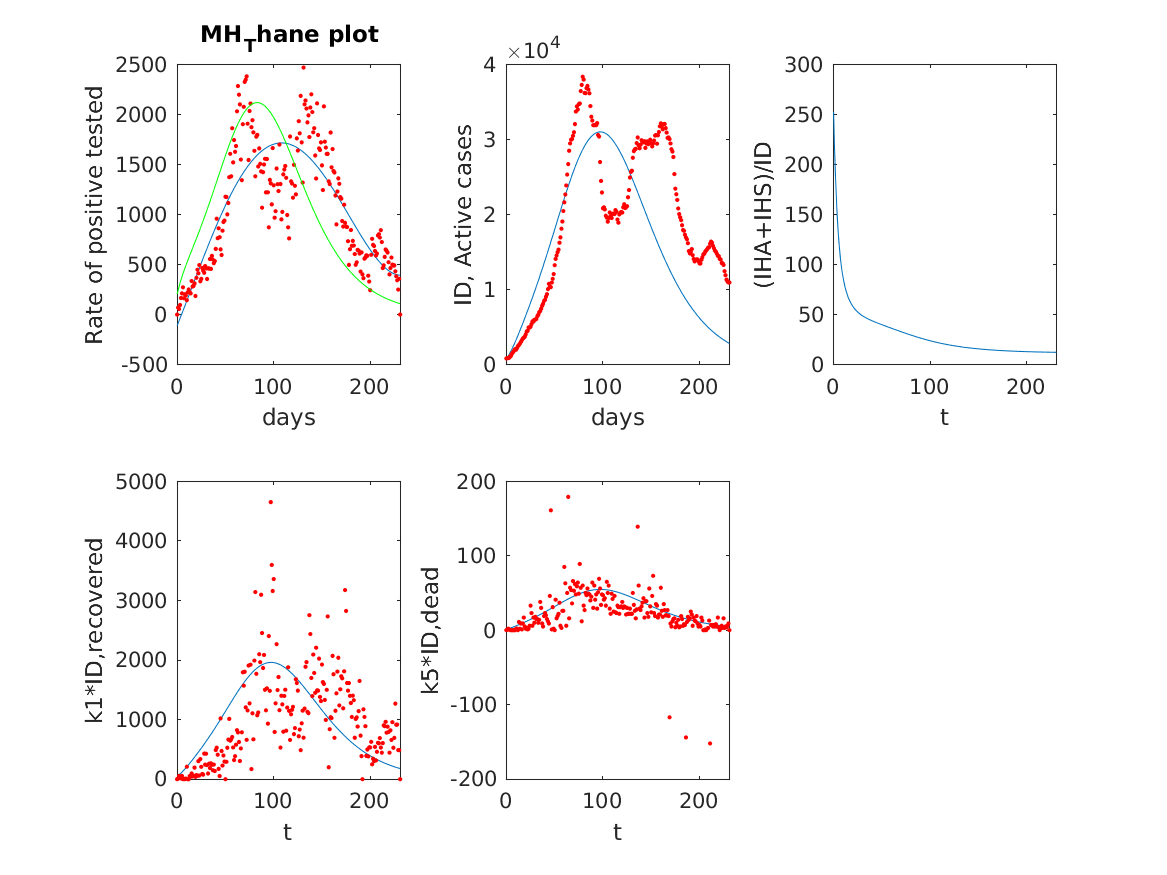 MH_Thane plot
2500
2000
1500
1000
500
0
-500
0 100 200
days
Rate of positive tested
×10^4
4
3
2
1
0
0 100 200
days
ID, Active cases
300
250
200
150
100
50
0
0 100 200
t
(IHA+IHS)/ID
5000
4000
3000
2000
1000
0
0 100 200
t
k1*ID,recovered
200
100
0
-100
-200
0 100 200
t
k5*ID,dead